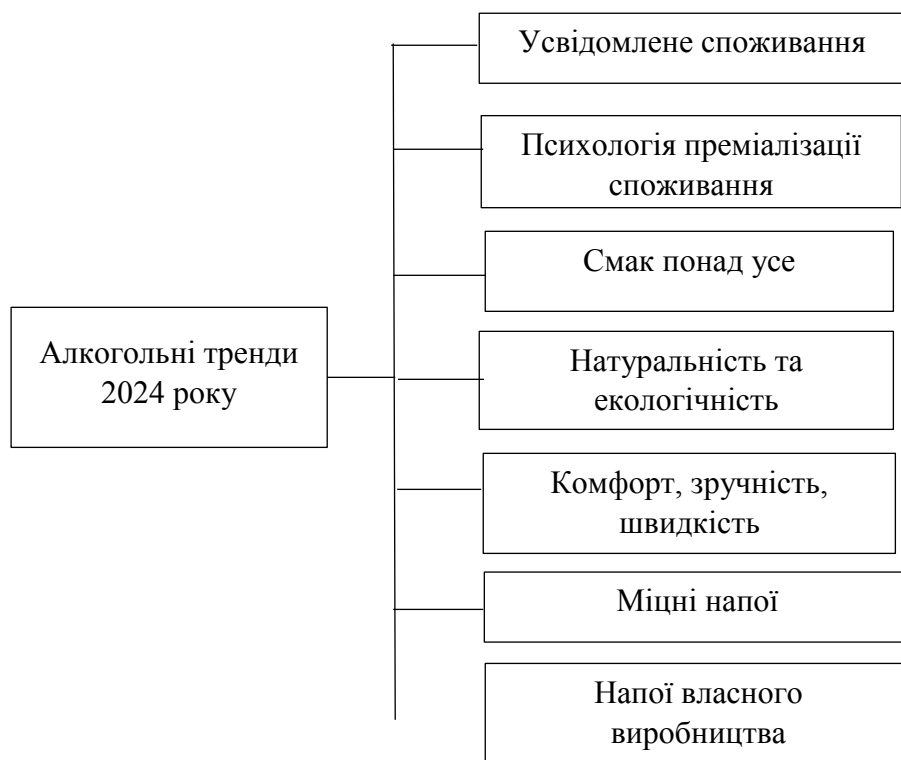 Усвідомлене споживання
Психологія преміалізації
споживання
Смак понад усе
Алкогольні тренди
2024 року
Натуральність та
екологічність
Комфорт, зручність,
швидкість
Міцні напої
Напої власного
виробництва